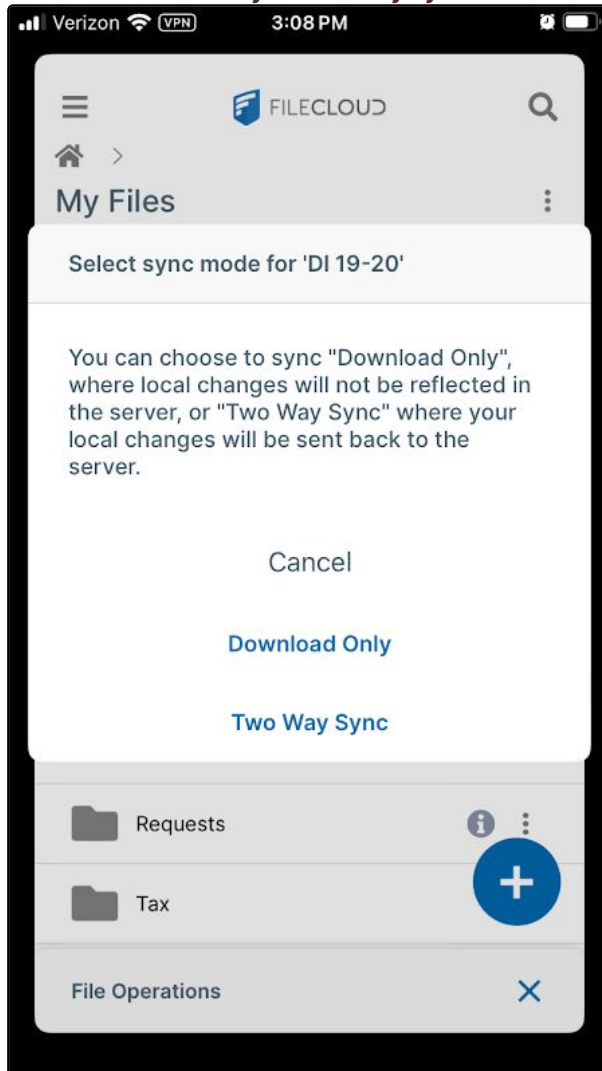 Verizon VPN 3:08 PM
FILECLOUD
>
My Files
Select sync mode for 'DI 19-20'
You can choose to sync "Download Only",
where local changes will not be reflected in
the server, or "Two Way Sync" where your
local changes will be sent back to the
server.
Cancel
Download Only
Two Way Sync
Requests
Tax
File Operations